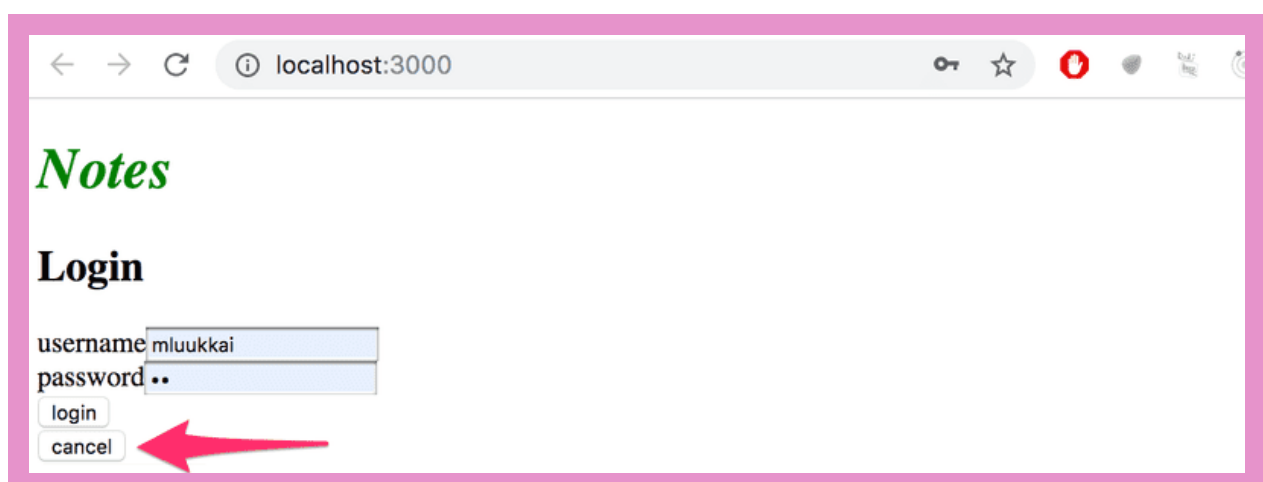 localhost:3000
Notes
Login
username mluukkai
password ••
login
cancel